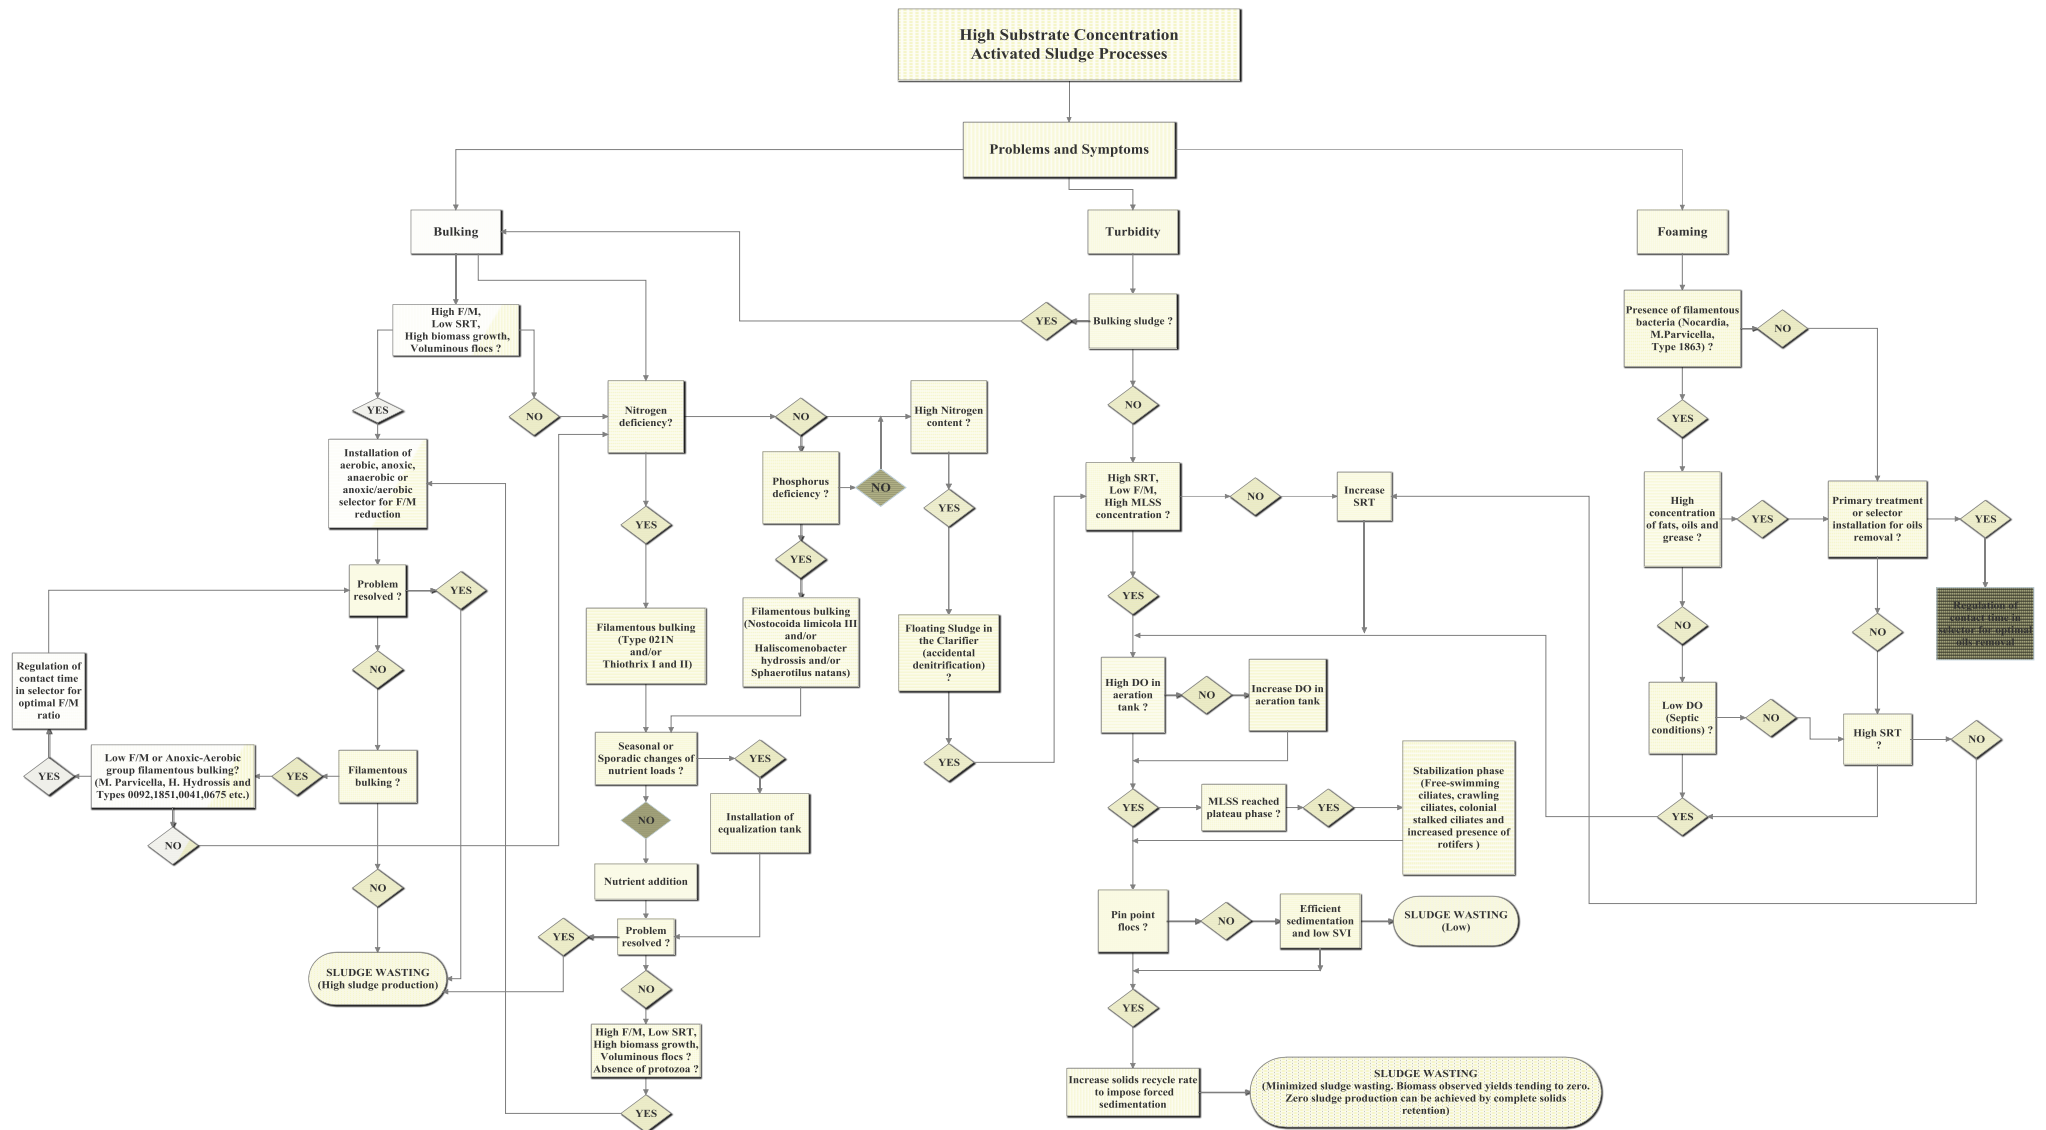 High Substrate Concentration
Activated Sludge Processes
Problems and Symptoms
Bulking
Turbidity
Foaming
High F/M,
Low SRT,
High biomass growth,
Voluminous flocs ?
YES
Bulking sludge ?
Presence of filamentous
bacteria (Nocardia,
M.Parvicella,
Type 1863) ?
NO
YES
NO
Nitrogen
deficiency?
NO
High Nitrogen
content ?
NO
YES
Installation of
aerobic, anoxic,
anaerobic or
anoxic/aerobic
selector for F/M
reduction
Phosphorus
deficiency ?
NO
YES
YES
High SRT,
Low F/M,
High MLSS
concentration ?
NO
Increase
SRT
High
concentration
of fats, oils and
grease ?
YES
Primary treatment
or selector
installation for oils
removal ?
YES
YES
Problem
resolved ?
YES
YES
NO
Filamentous bulking
(Type 021N
and/or
Thiothrix I and II)
Filamentous bulking
(Nostocoida limicola III
and/or
Haliscomenobacter
hydrossis and/or
Sphaerotilus natans)
Floating Sludge in
the Clarifier
(accidental
denitrification)
?
NO
NO
Regulation of
contact time in
selector for optimal
oils removal
Regulation of
contact time
in selector for
optimal F/M
ratio
NO
High DO in
aeration
tank ?
NO
Increase DO in
aeration tank
Low DO
(Septic
conditions) ?
NO
High SRT
?
NO
YES
Low F/M or Anoxic-Aerobic
group filamentous bulking?
(M. Parvicella, H. Hydrossis and
Types 0092,1851,0041,0675 etc.)
YES
Filamentous
bulking ?
Seasonal or
Sporadic changes of
nutrient loads ?
YES
YES
NO
NO
Installation of
equalization tank
YES
MLSS reached
plateau phase ?
YES
Stabilization phase
(Free-swimming
ciliates, crawling
ciliates, colonial
stalked ciliates and
increased presence of
rotifers )
YES
NO
Nutrient addition
YES
Problem
resolved ?
Pin point
flocs ?
NO
Efficient
sedimentation
and low SVI
SLUDGE WASTING
(Low)
SLUDGE WASTING
(High sludge production)
NO
YES
High F/M, Low SRT,
High biomass growth,
Voluminous flocs ?
Absence of protozoa ?
YES
Increase solids recycle rate
to impose forced
sedimentation
SLUDGE WASTING
(Minimized sludge wasting. Biomass observed yields tending to zero.
Zero sludge production can be achieved by complete solids
retention)